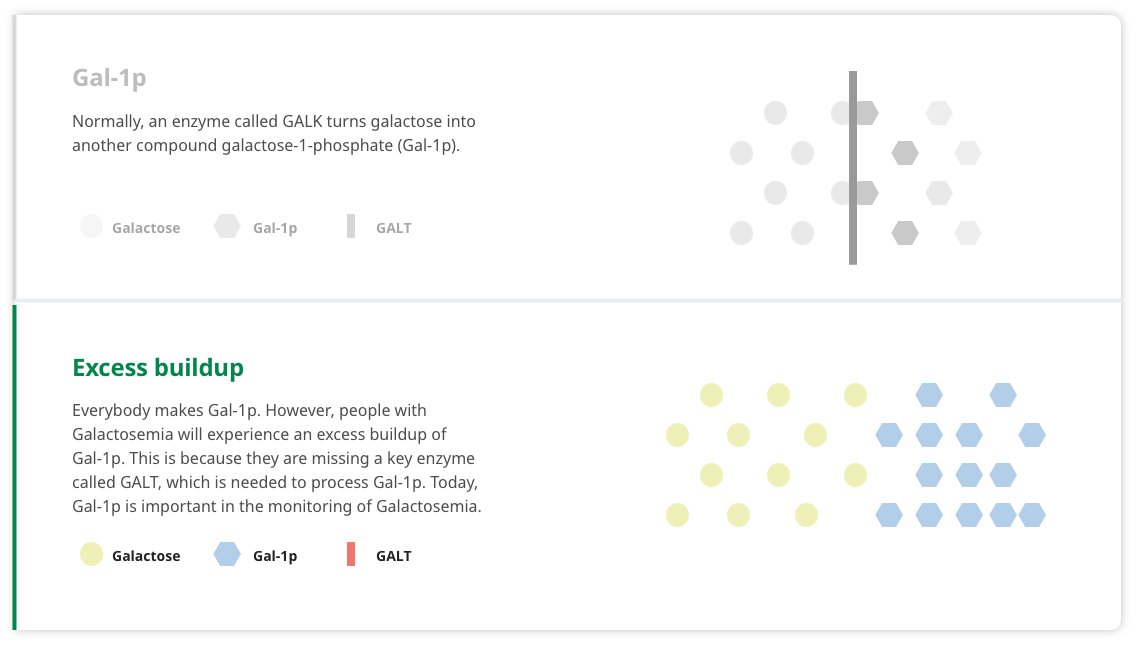 Gal-1p
Normally, an enzyme called GALK turns galactose into
another compound galactose-1-phosphate (Gal-1p).
Galactose Gal-1p GALT
Excess buildup
Everybody makes Gal-1p. However, people with
Galactosemia will experience an excess buildup of
Gal-1p. This is because they are missing a key enzyme
called GALT, which is needed to process Gal-1p. Today,
Gal-1p is important in the monitoring of Galactosemia.
Galactose Gal-1p GALT